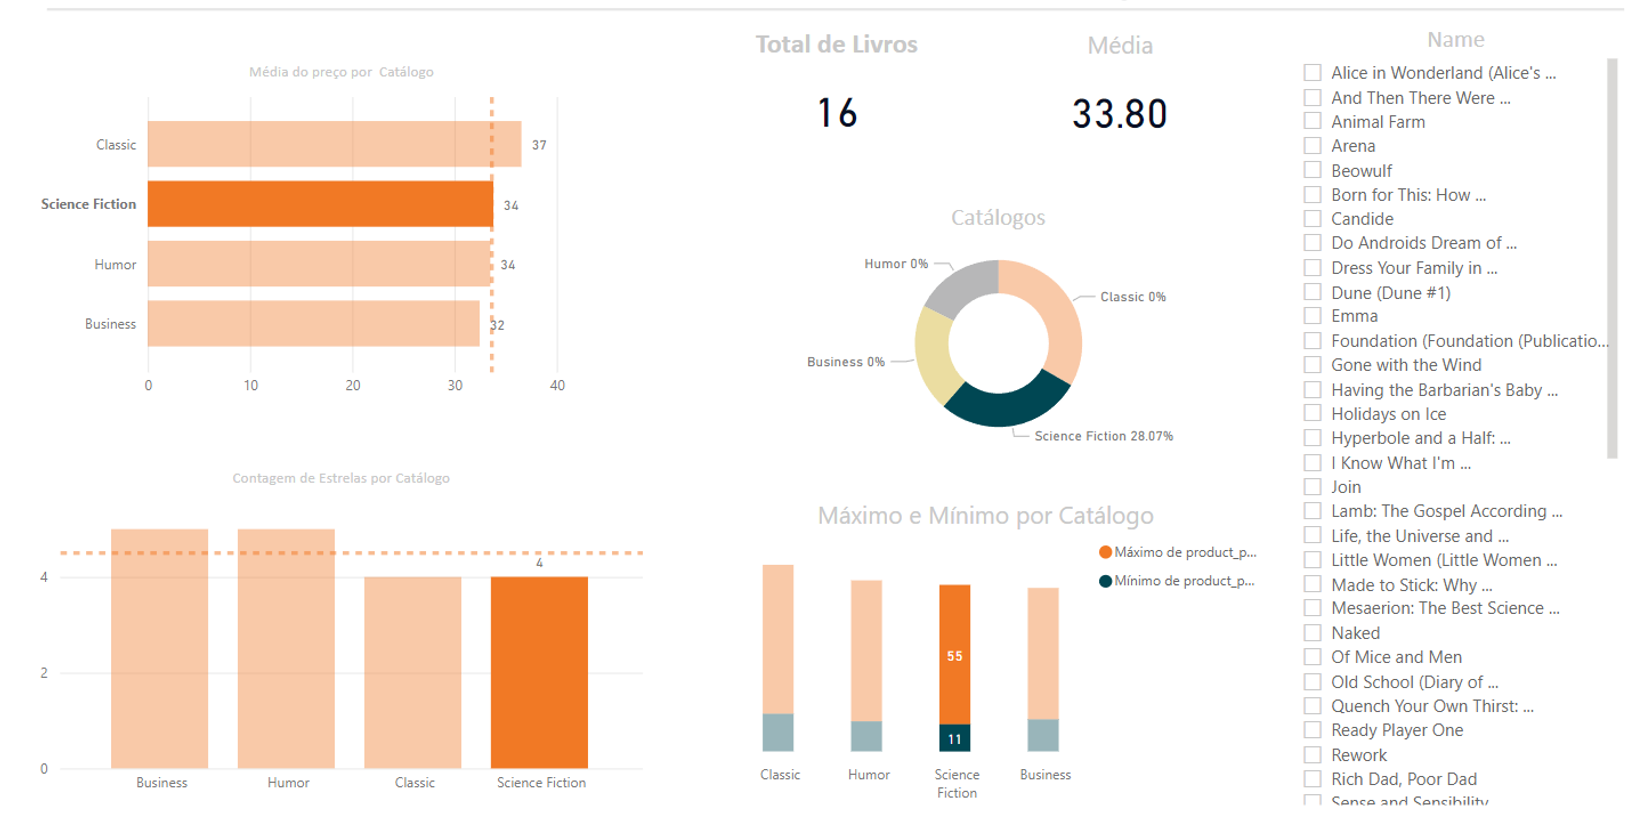 Média do preço por  Catálogo
Classic
37
Science Fiction
34
Humor
34
Business
32
0
10
20
30
40
Total de Livros
16
Média
33.80
Catálogos
Humor 0%
Classic 0%
Business 0%
Science Fiction 28.07%
Contagem de Estrelas por Catálogo
4
4
2
0
Business
Humor
Classic
Science Fiction
Máximo e Mínimo por Catálogo
Máximo de product_p...
Mínimo de product_p...
55
11
Classic
Humor
Science
Fiction
Business
Name
Alice in Wonderland (Alice's ...
And Then There Were ...
Animal Farm
Arena
Beowulf
Born for This: How ...
Candide
Do Androids Dream of ...
Dress Your Family in ...
Dune (Dune #1)
Emma
Foundation (Foundation (Publicatio...
Gone with the Wind
Having the Barbarian's Baby ...
Holidays on Ice
Hyperbole and a Half: ...
I Know What I'm ...
Join
Lamb: The Gospel According ...
Life, the Universe and ...
Little Women (Little Women ...
Made to Stick: Why ...
Mesaerion: The Best Science ...
Naked
Of Mice and Men
Old School (Diary of ...
Quench Your Own Thirst: ...
Ready Player One
Rework
Rich Dad, Poor Dad
Sense and Sensibility